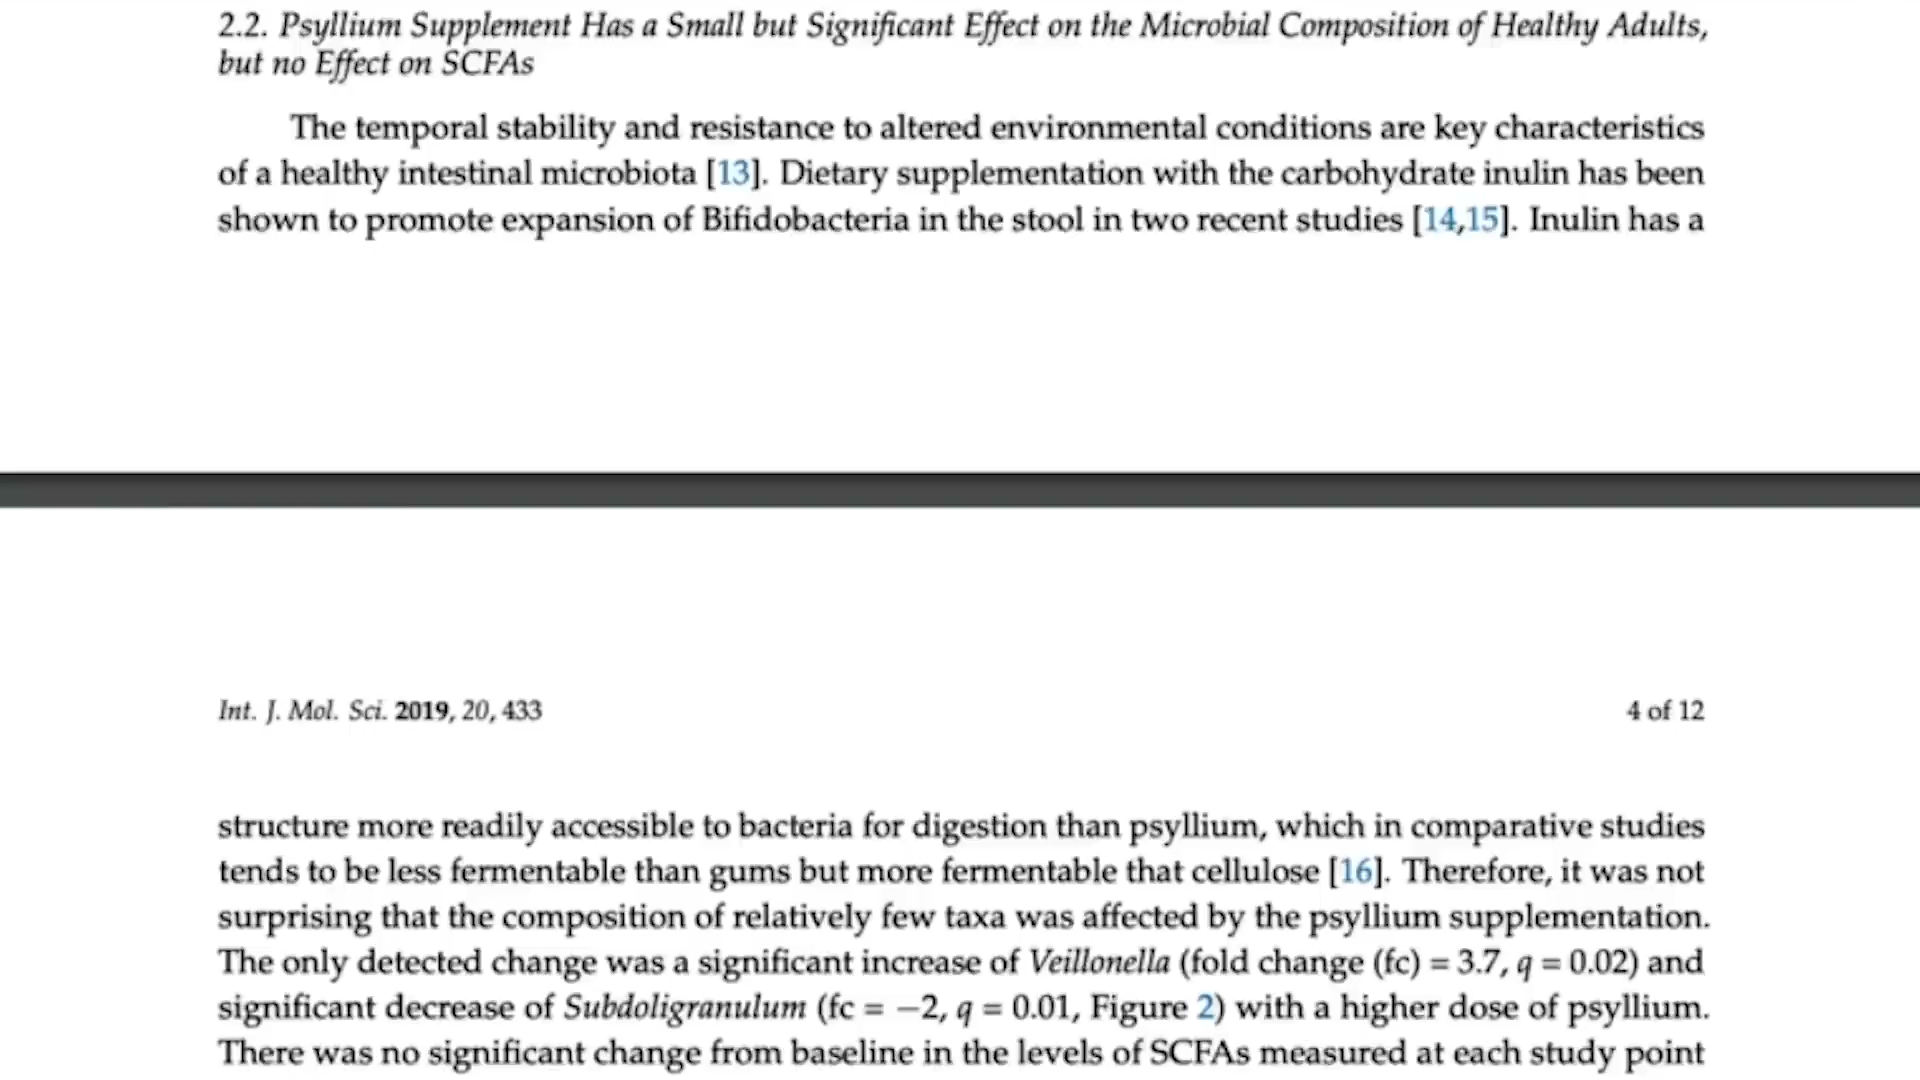 2.2. Psyllium Supplement Has a Small but Significant Effect on the Microbial Composition of Healthy Adults,
but no Effect on SCFAs
The temporal stability and resistance to altered environmental conditions are key characteristics
of a healthy intestinal microbiota [13]. Dietary supplementation with the carbohydrate inulin has been
shown to promote expansion of Bifidobacteria in the stool in two recent studies [14,15]. Inulin has a
Int. J. Mol. Sci. 2019, 20, 433
4 of 12
structure more readily accessible to bacteria for digestion than psyllium, which in comparative studies
tends to be less fermentable than gums but more fermentable that cellulose [16]. Therefore, it was not
surprising that the composition of relatively few taxa was affected by the psyllium supplementation.
The only detected change was a significant increase of Veillonella (fold change (fc) = 3.7, q = 0.02) and
significant decrease of Subdoligranulum (fc = −2, q = 0.01, Figure 2) with a higher dose of psyllium.
There was no significant change from baseline in the levels of SCFAs measured at each study point